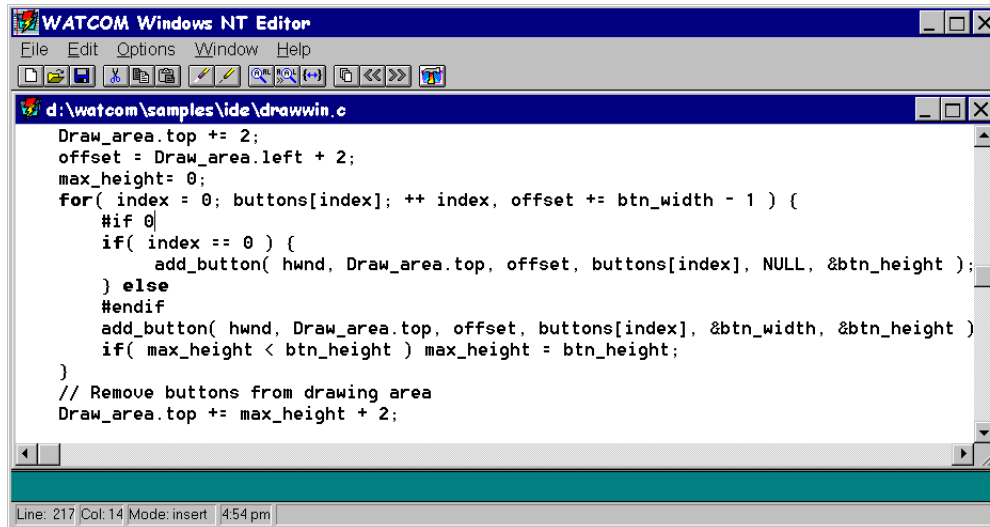 WATCOM Windows NT Editor
File Edit Options Window Help
d:\watcom\samples\ide\drawwin.c
Draw_area.top += 2;
offset = Draw_area.left + 2;
max_height= 0;
for( index = 0; buttons[index]; ++ index, offset += btn_width - 1 ) {
#if 0
if( index == 0 ) {
add_button( hwnd, Draw_area.top, offset, buttons[index], NULL, &btn_height );
} else
#endif
add_button( hwnd, Draw_area.top, offset, buttons[index], &btn_width, &btn_height )
if( max_height < btn_height ) max_height = btn_height;
}
// Remove buttons from drawing area
Draw_area.top += max_height + 2;
Line: 217 Col: 14 Mode: insert 4:54 pm